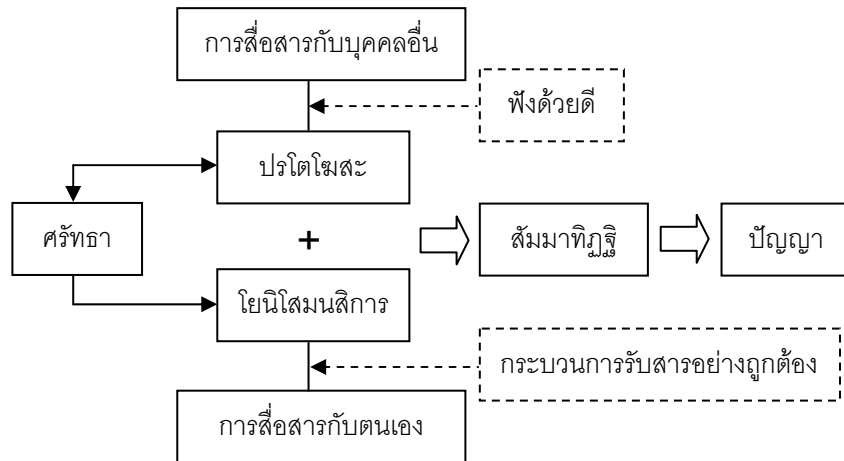 การสื่อสารกับบุคคลอื่น
ฟังด้วยดี
ปรโตโฆสะ
ศรัทธา
+
สัมมาทิฏฐิ
ปัญญา
โยนิโสมนสิการ
กระบวนการรับสารอย่างถูกต้อง
การสื่อสารกับตนเอง